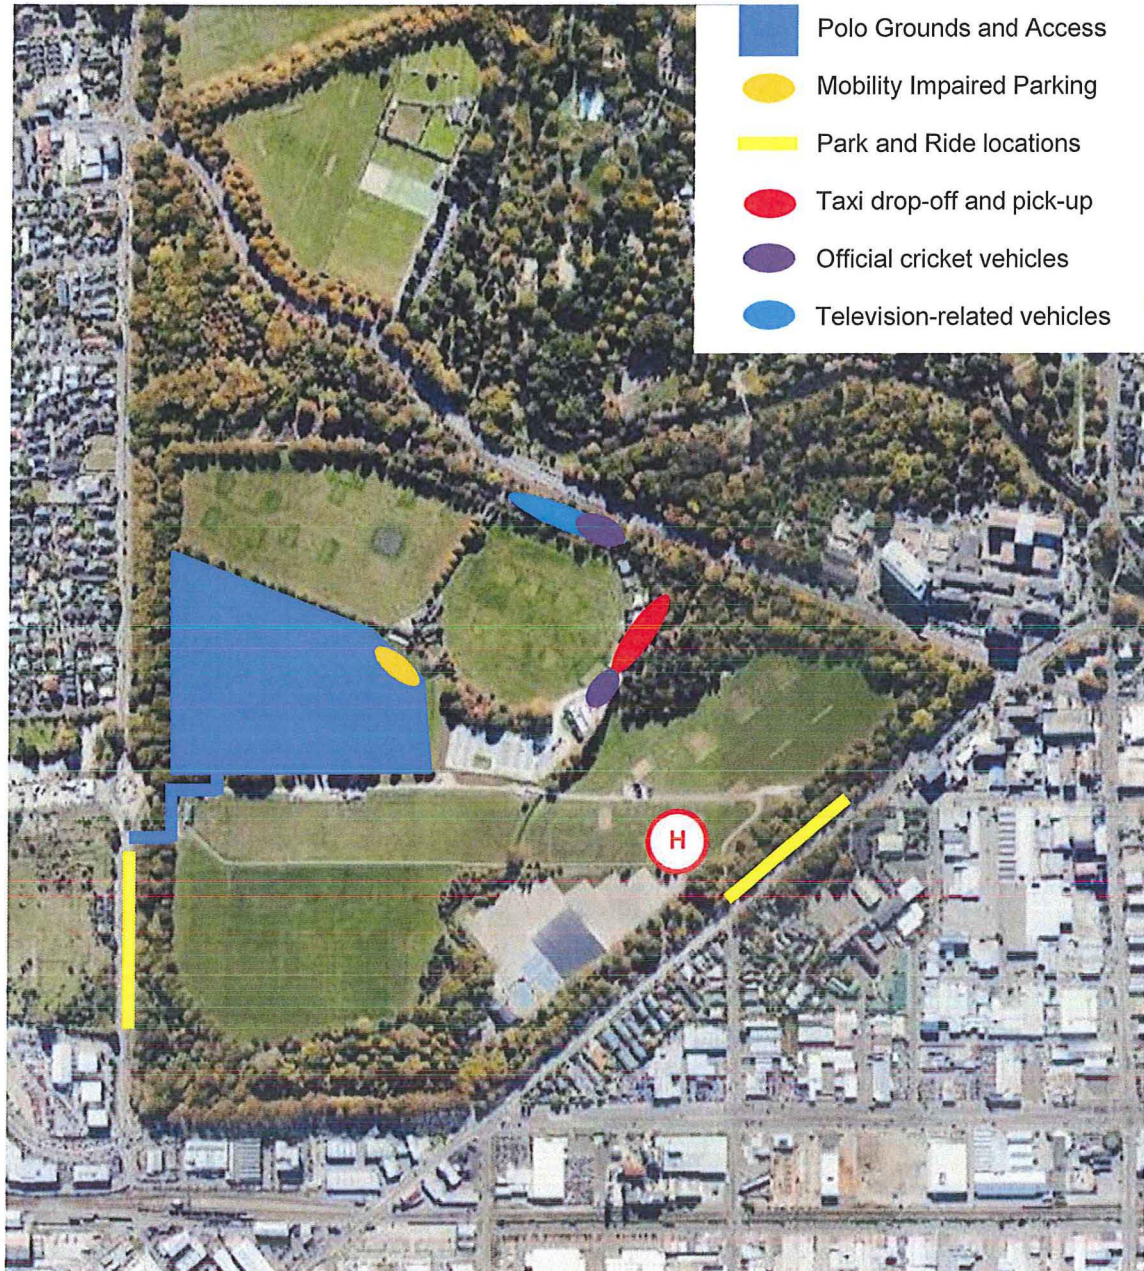 Polo Grounds and Access
Mobility Impaired Parking
Park and Ride locations
Taxi drop-off and pick-up
Official cricket vehicles
Television-related vehicles
H